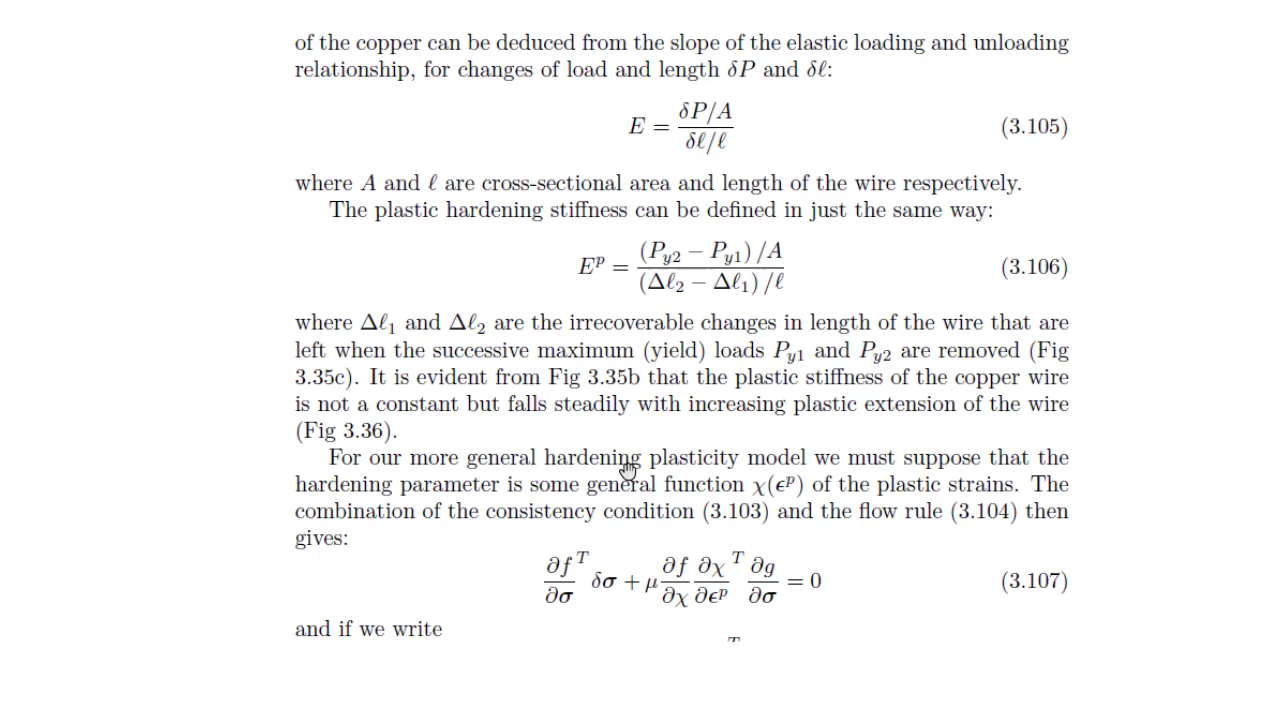 of the copper can be deduced from the slope of the elastic loading and unloading
relationship, for changes of load and length δP and δℓ:
E = (δP/A)/(δℓ/ℓ) (3.105)
where A and ℓ are cross-sectional area and length of the wire respectively.
The plastic hardening stiffness can be defined in just the same way:
Eᵖ = ((P_y2 − P_y1)/A)/((Δℓ₂ − Δℓ₁)/ℓ) (3.106)
where Δℓ₁ and Δℓ₂ are the irrecoverable changes in length of the wire that are
left when the successive maximum (yield) loads P_y1 and P_y2 are removed (Fig
3.35c). It is evident from Fig 3.35b that the plastic stiffness of the copper wire
is not a constant but falls steadily with increasing plastic extension of the wire
(Fig 3.36).
For our more general hardening plasticity model we must suppose that the
hardening parameter is some general function χ(ϵᵖ) of the plastic strains. The
combination of the consistency condition (3.103) and the flow rule (3.104) then
gives:
∂f/∂σ ᵀ δσ + μ ∂f/∂χ ∂χ/∂ϵᵖ ᵀ ∂g/∂σ = 0 (3.107)
and if we write
T